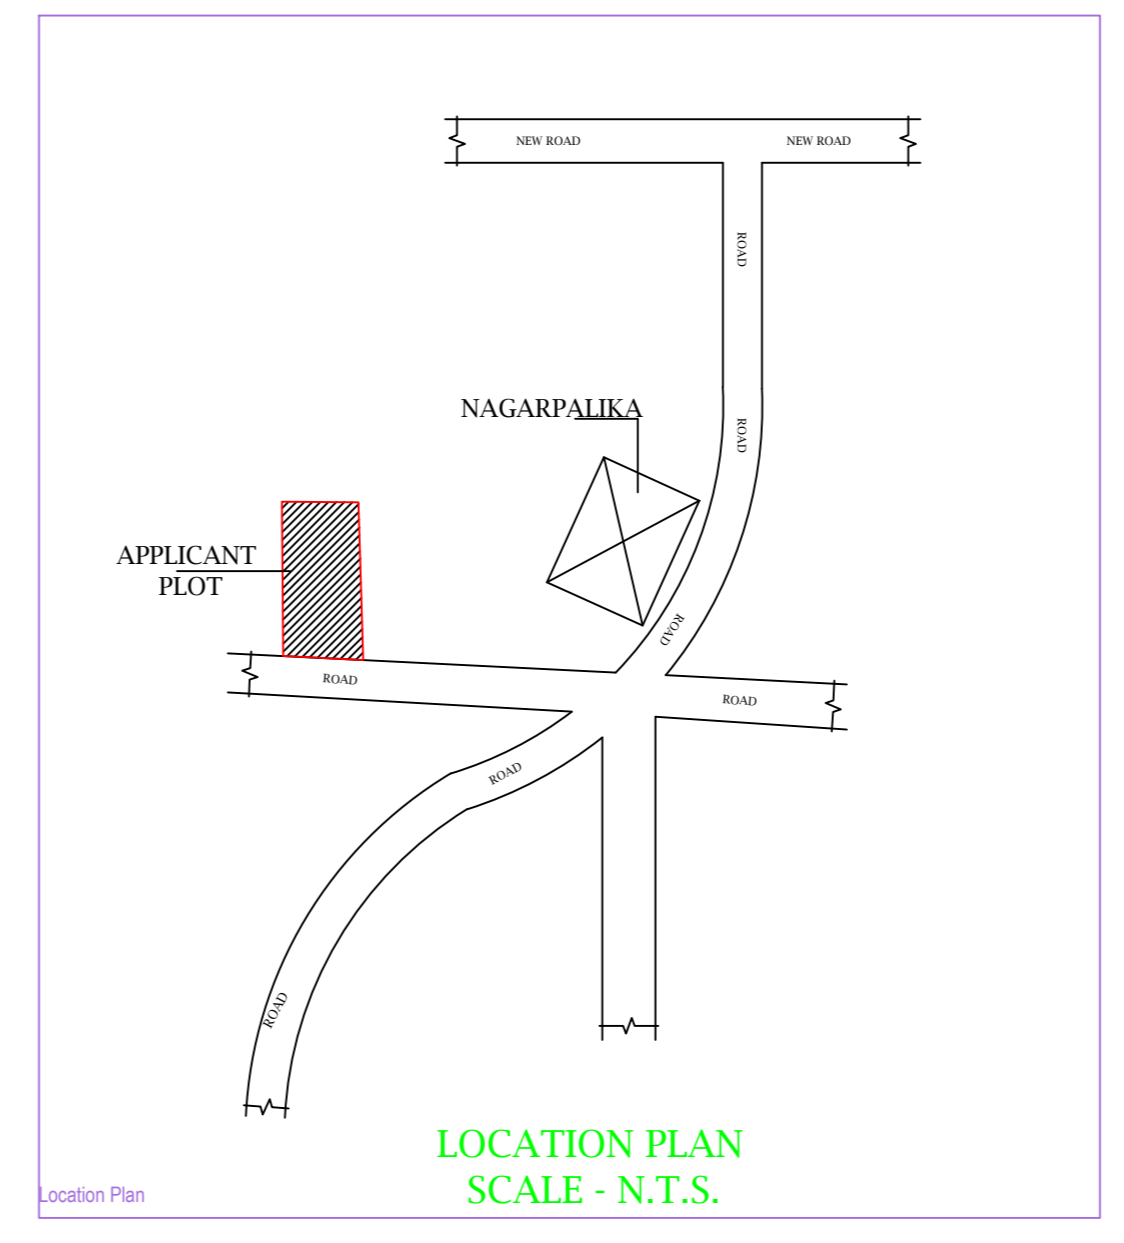 NEW ROAD
NEW ROAD
ROAD
NAGARPALIKA
ROAD
APPLICANT
PLOT
ROAD
ROAD
ROAD
ROAD
ROAD
LOCATION PLAN
SCALE - N.T.S.
Location Plan